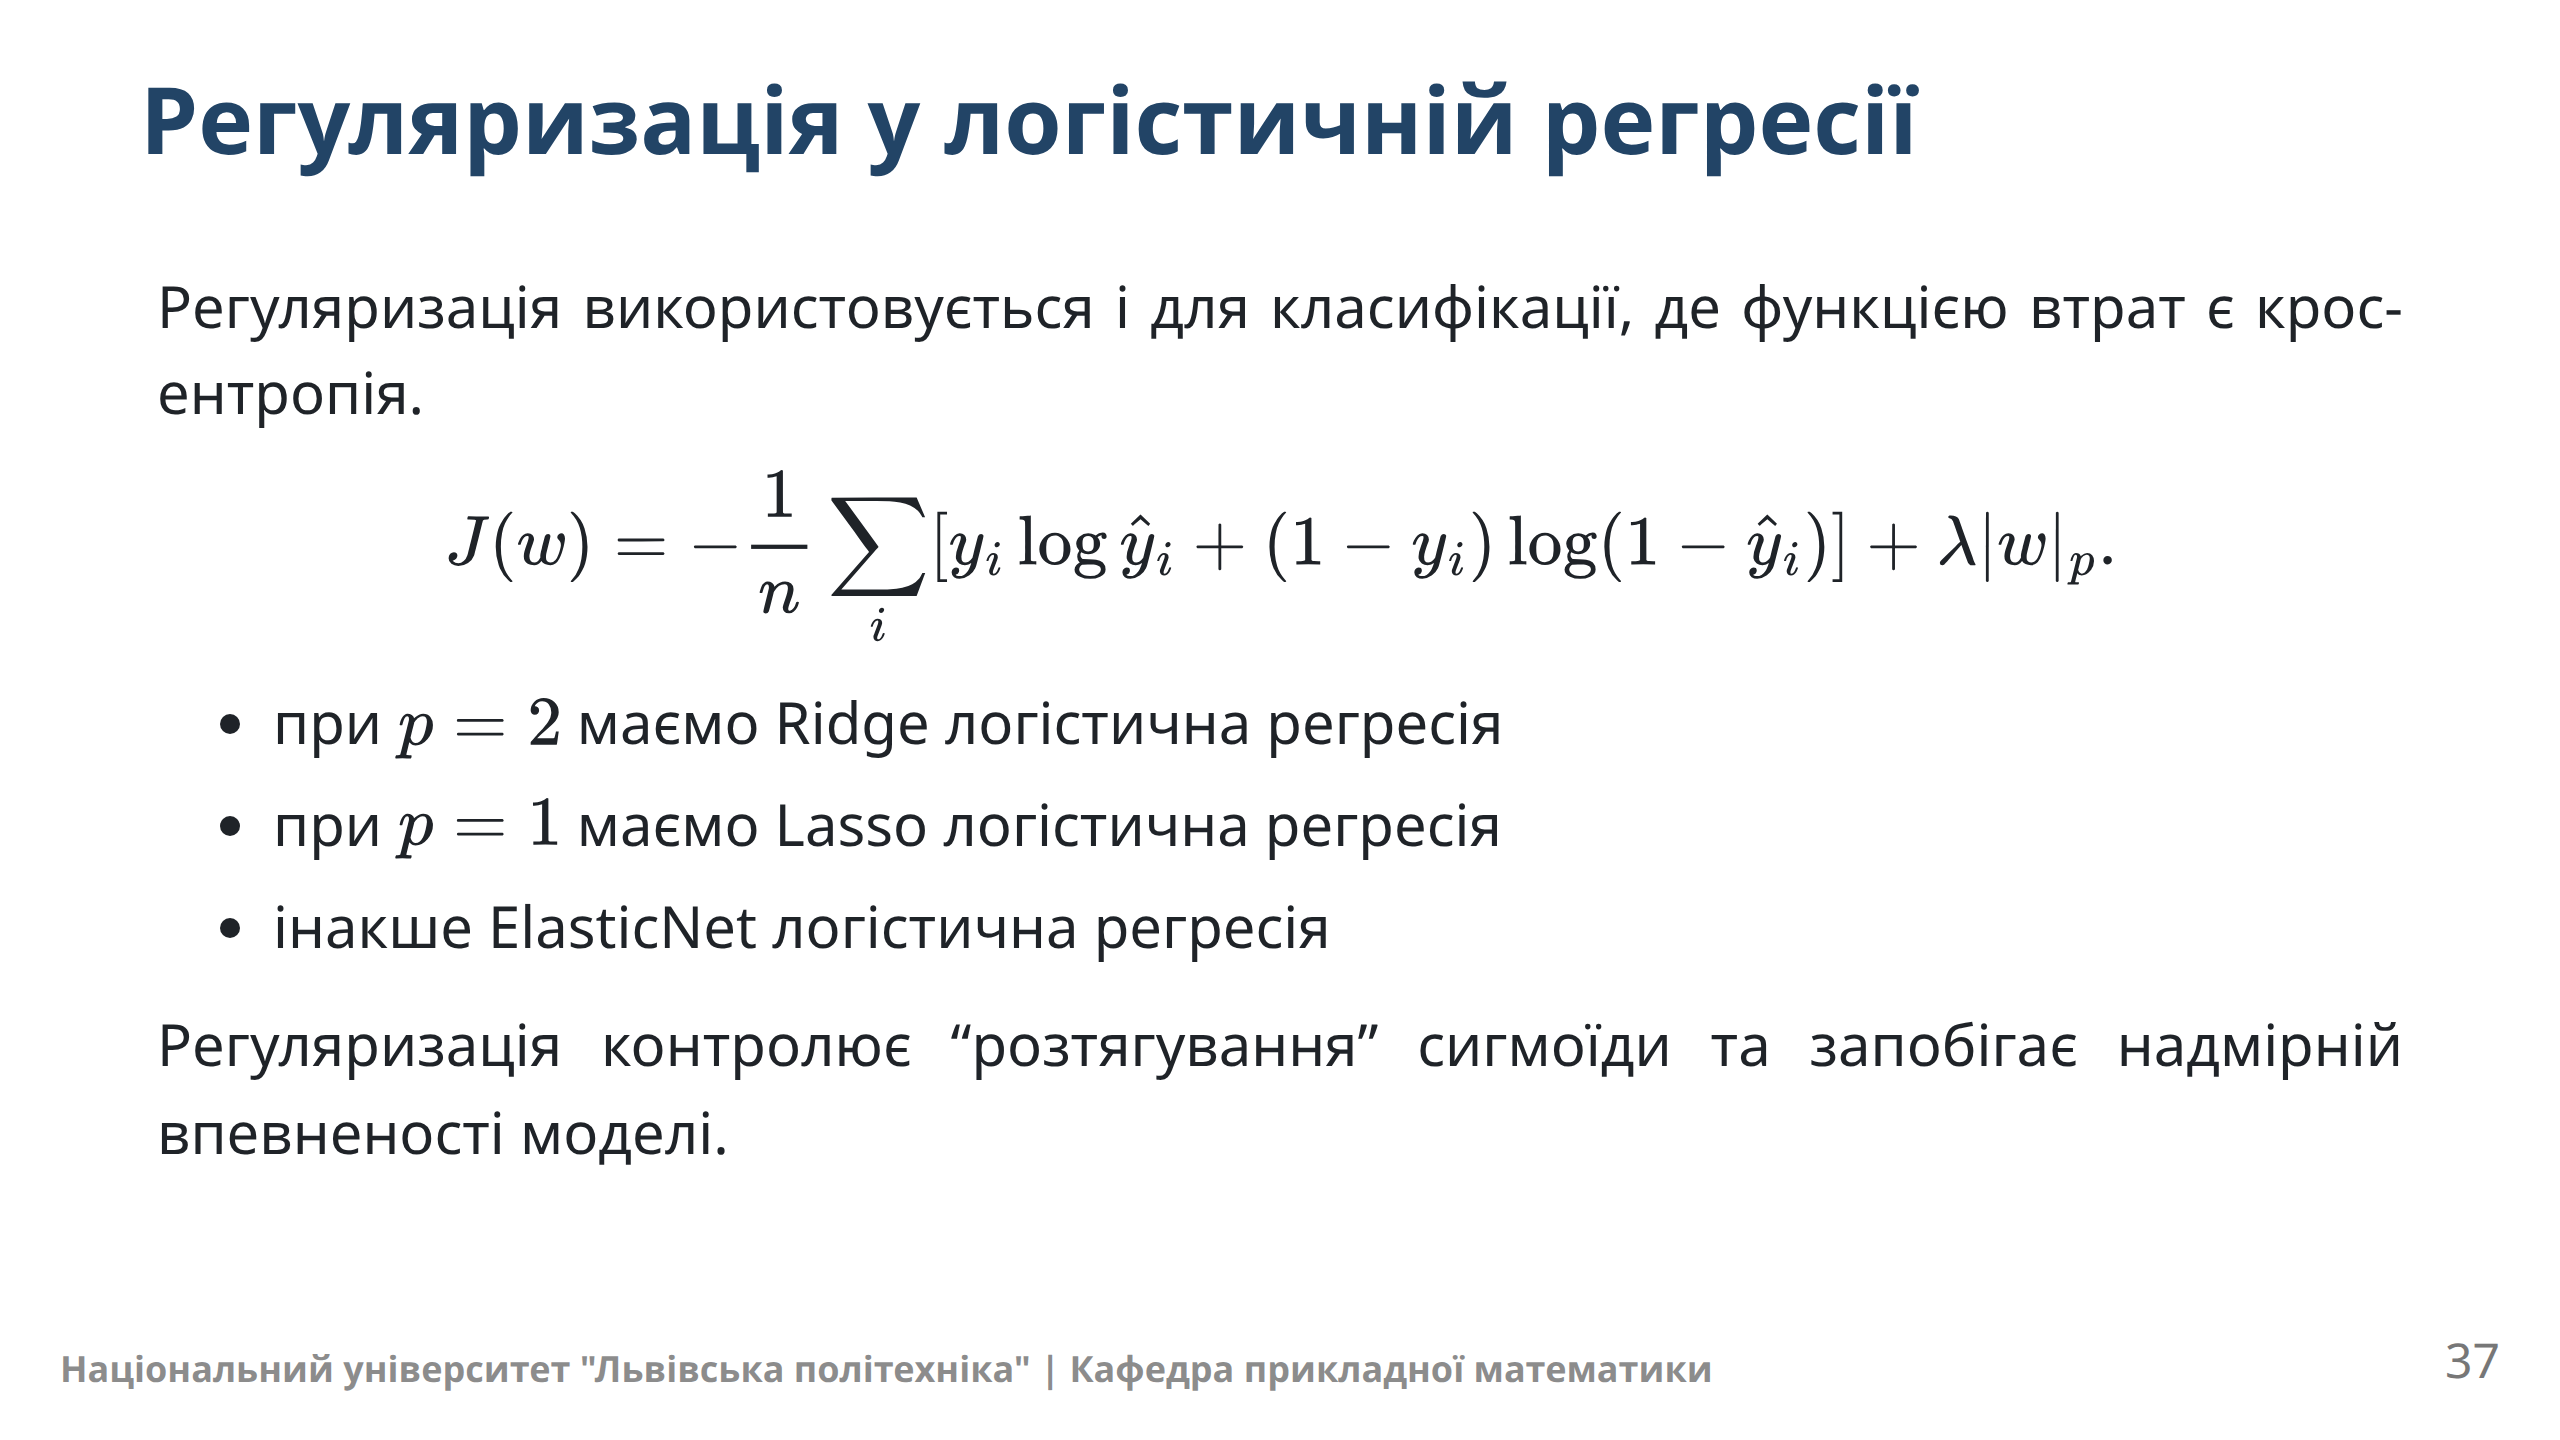 Регуляризація у логістичній регресії
Регуляризація використовується і для класифікації, де функцією втрат є крос-
ентропія.
J(w) = −\frac{1}{n} \sum_i [y_i log ŷ_i + (1 − y_i) log(1 − ŷ_i)] + λ|w|_p.
• при p = 2 маємо Ridge логістична регресія
• при p = 1 маємо Lasso логістична регресія
• інакше ElasticNet логістична регресія
Регуляризація контролює “розтягування” сигмоїди та запобігає надмірній
впевненості моделі.
Національний університет "Львівська політехніка" | Кафедра прикладної математики
37